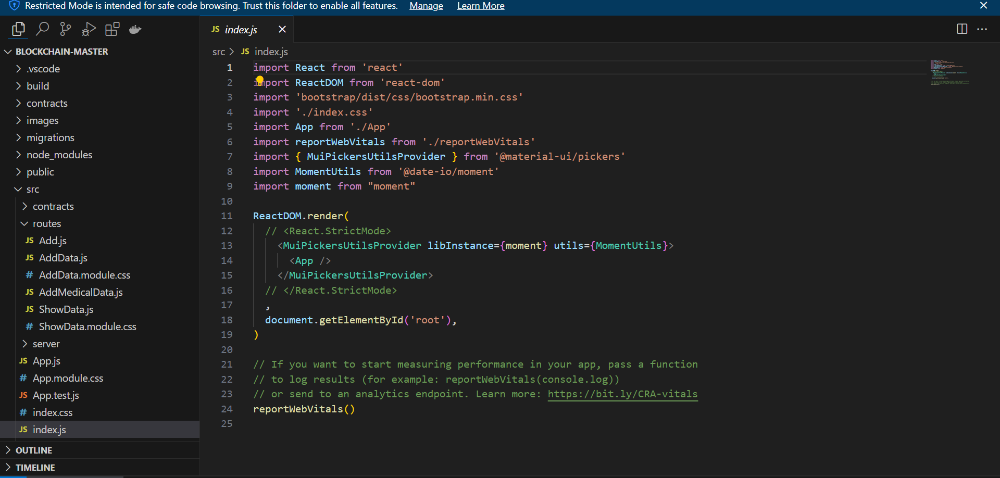 Restricted Mode is intended for safe code browsing. Trust this folder to enable all features. Manage Learn More
BLOCKCHAIN-MASTER
.vscode
build
contracts
images
migrations
node_modules
public
src
contracts
routes
JS Add.js
JS AddData.js
# AddData.module.css
JS AddMedicalData.js
JS ShowData.js
# ShowData.module.css
server
JS App.js
# App.module.css
JS App.test.js
# index.css
JS index.js
OUTLINE
TIMELINE
JS index.js
src > JS index.js
1 import React from 'react'
2 import ReactDOM from 'react-dom'
3 import 'bootstrap/dist/css/bootstrap.min.css'
4 import './index.css'
5 import App from './App'
6 import reportWebVitals from './reportWebVitals'
7 import { MuiPickersUtilsProvider } from '@material-ui/pickers'
8 import MomentUtils from '@date-io/moment'
9 import moment from "moment"
10
11 ReactDOM.render(
12 // <React.StrictMode>
13 <MuiPickersUtilsProvider libInstance={moment} utils={MomentUtils}>
14 <App />
15 </MuiPickersUtilsProvider>
16 // </React.StrictMode>
17 ,
18 document.getElementById('root'),
19 )
20
21 // If you want to start measuring performance in your app, pass a function
22 // to log results (for example: reportWebVitals(console.log))
23 // or send to an analytics endpoint. Learn more: https://bit.ly/CRA-vitals
24 reportWebVitals()
25